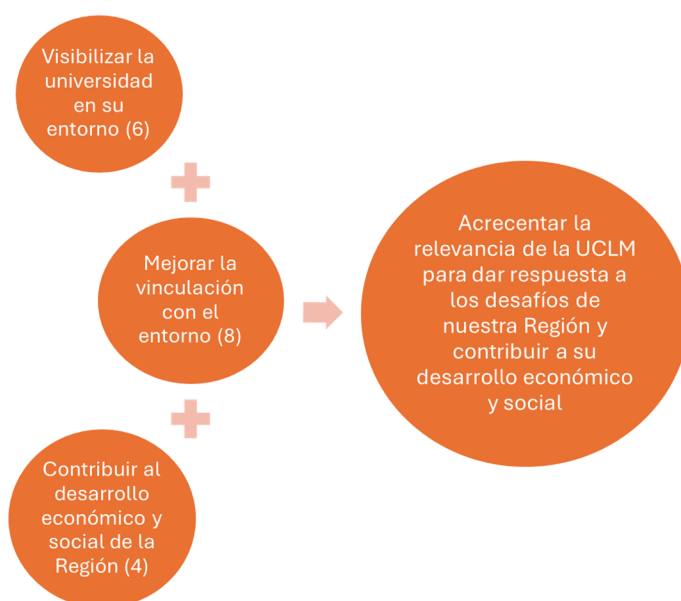 Visibilizar la
universidad
en su
entorno (6)
Mejorar la
vinculación
con el
entorno (8)
Contribuir al
desarrollo
económico y
social de la
Región (4)
Acrecentar la
relevancia de la UCLM
para dar respuesta a
los desafíos de
nuestra Región y
contribuir a su
desarrollo económico
y social